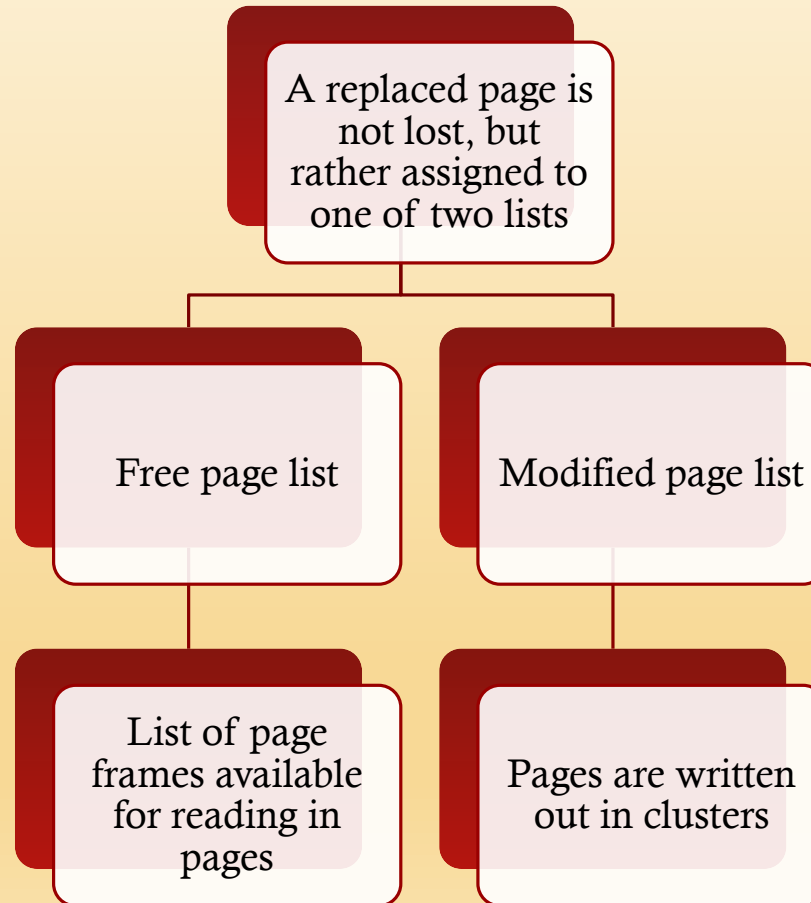 A replaced page is
not lost, but
rather assigned to
one of two lists
Free page list
Modified page list
List of page
frames available
for reading in
pages
Pages are written
out in clusters